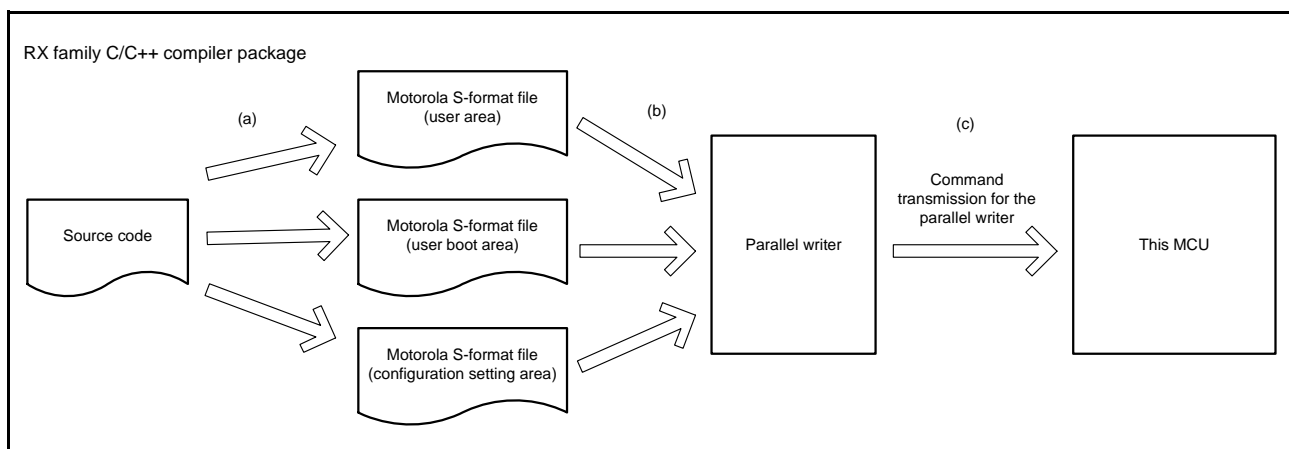 RX family C/C++ compiler package
(a)
Motorola S-format file
(user area)
(b)
(c)
Source code
Motorola S-format file
(user boot area)
Parallel writer
Command
transmission for the
parallel writer
This MCU
Motorola S-format file
(configuration setting area)